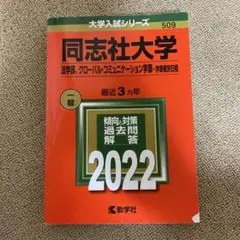 大学入試シリーズ
509
同志社大学
法学部、グローバル・コミュニケーション学部-学部個別日程
一般
最近3カ年
傾向と対策
過去問
解答
2022
教学社